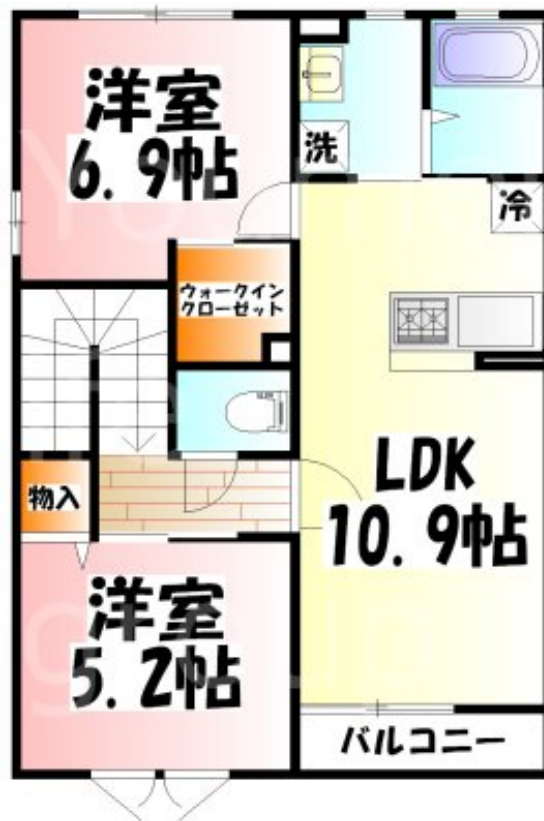 洋室
6.9帖
洗
冷
ウォークイン
クローゼット
LDK
10.9帖
物入
洋室
5.2帖
バルコニー